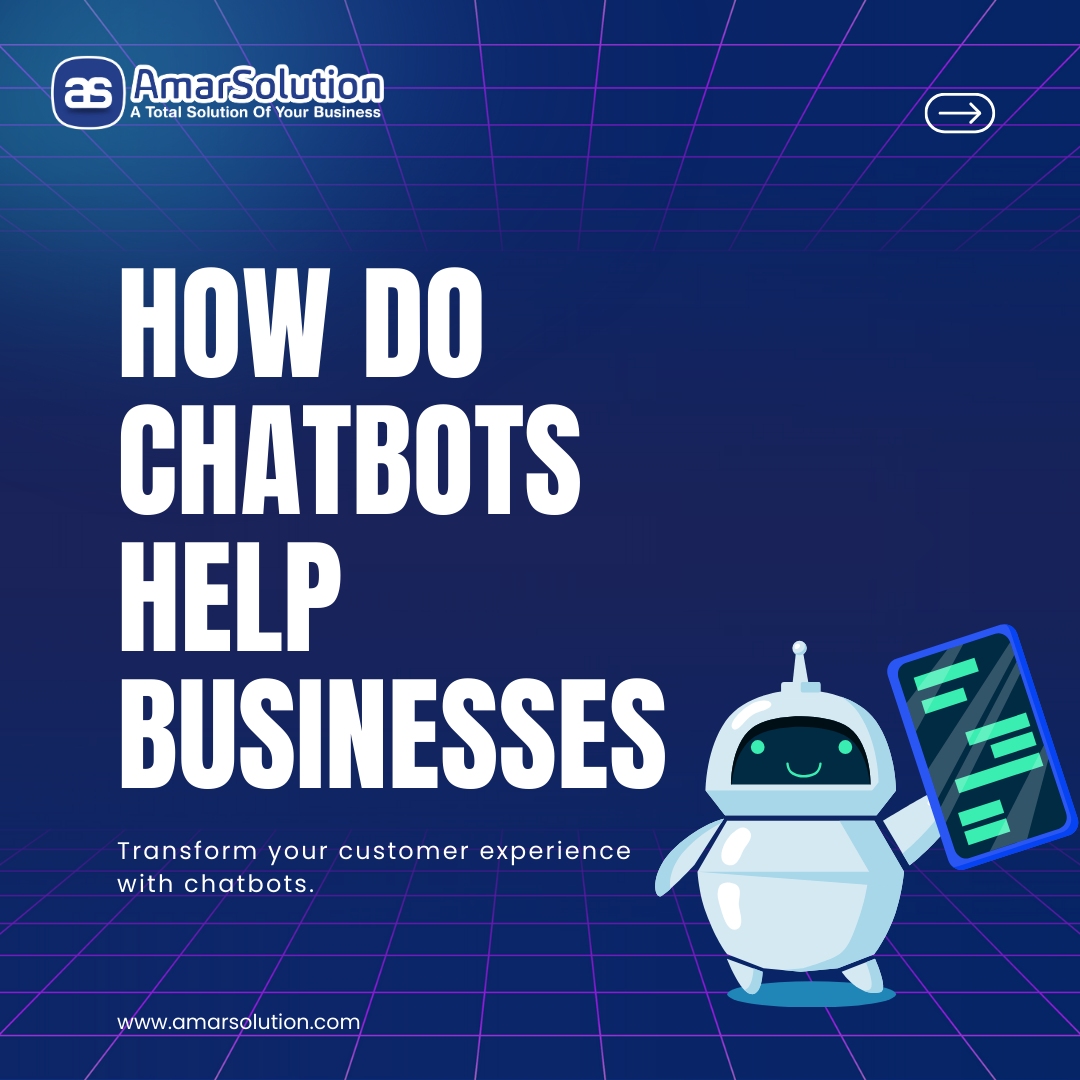 as AmarSolution
A Total Solution Of Your Business
HOW DO
CHATBOTS
HELP
BUSINESSES
Transform your customer experience
with chatbots.
www.amarsolution.com